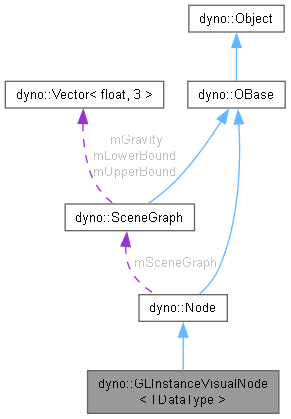 dyno::Object
dyno::Vector< float, 3 >
dyno::OBase
mGravity
mLowerBound
mUpperBound
dyno::SceneGraph
mSceneGraph
dyno::Node
dyno::GLInstanceVisualNode
< TDataType >